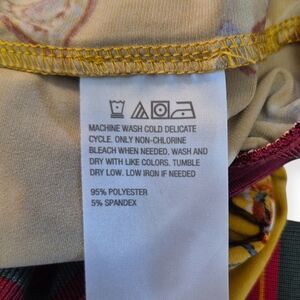 MACHINE WASH COLD DELICATE
CYCLE. ONLY NON-CHLORINE
BLEACH WHEN NEEDED. WASH AND
DRY WITH LIKE COLORS. TUMBLE
DRY LOW. LOW IRON IF NEEDED
95% POLYESTER
5% SPANDEX